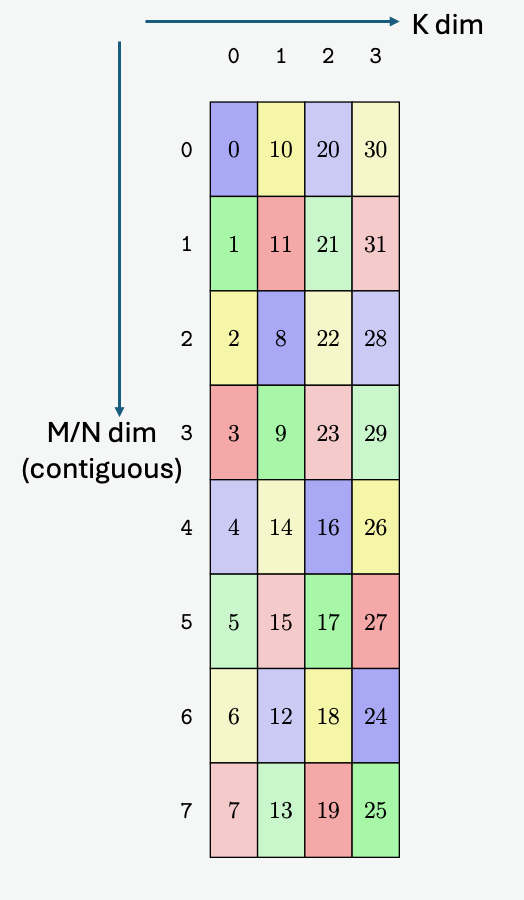 K dim
0 1 2 3
0 0 10 20 30
1 1 11 21 31
2 2 8 22 28
M/N dim
(contiguous)
3 3 9 23 29
4 4 14 16 26
5 5 15 17 27
6 6 12 18 24
7 7 13 19 25